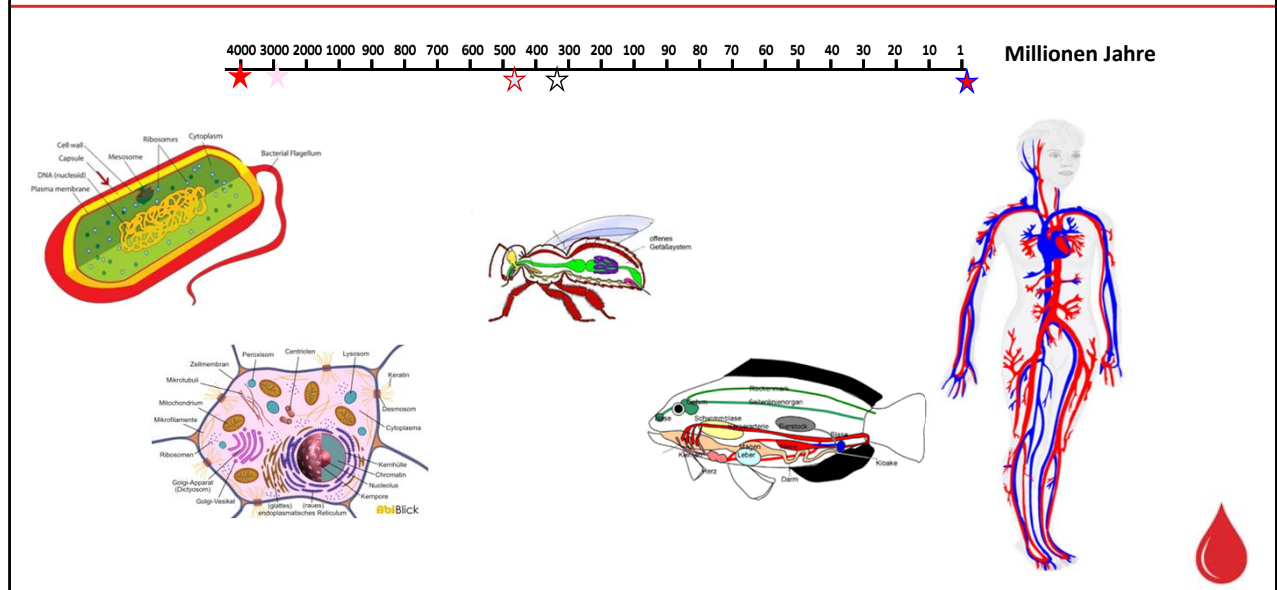 4000 3000 2000 1000 900 800 700 600 500 400 300 200 100 90 80 70 60 50 40 30 20 10 1
Millionen Jahre
Cell wall
Capsule
DNA (nucleoid)
Plasma membrane
Mesosome
Ribosomes
Cytoplasm
Bacterial Flagellum
offenes
Gefäßsystem
Zellmembran
Mikrotubuli
Mitochondrium
Mikrofilamente
Ribosomen
Golgi-Apparat
(Dictyosom)
Golgi-Vesikel
Peroxisom
Centriolen
Lysosom
Keratin
Desmosom
Cytoplasma
Kernhülle
Chromatin
Nucleolus
Kernpore
(glattes) (raues)
endoplasmatisches Reticulum
AbiBlick
Rückenmark
Seitenlinienorgan
Schwimmblase
Eierstock
Blase
Magen
Leber
Herz
Darm
Kloake